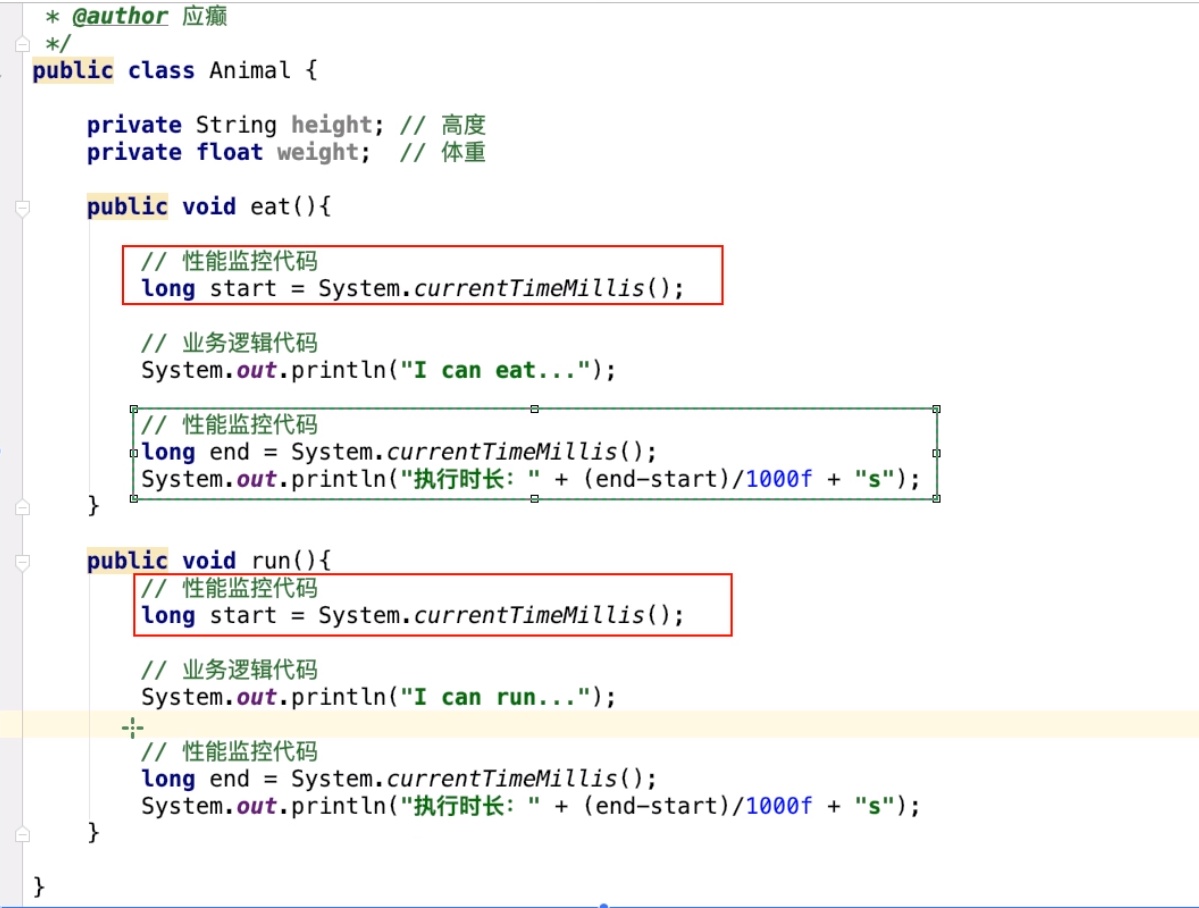 * @author 应癫
*/
public class Animal {
private String height; // 高度
private float weight;  // 体重
public void eat(){
// 性能监控代码
long start = System.currentTimeMillis();
// 业务逻辑代码
System.out.println("I can eat...");
// 性能监控代码
long end = System.currentTimeMillis();
System.out.println("执行时长：" + (end-start)/1000f + "s");
}
public void run(){
// 性能监控代码
long start = System.currentTimeMillis();
// 业务逻辑代码
System.out.println("I can run...");
// 性能监控代码
long end = System.currentTimeMillis();
System.out.println("执行时长：" + (end-start)/1000f + "s");
}
}